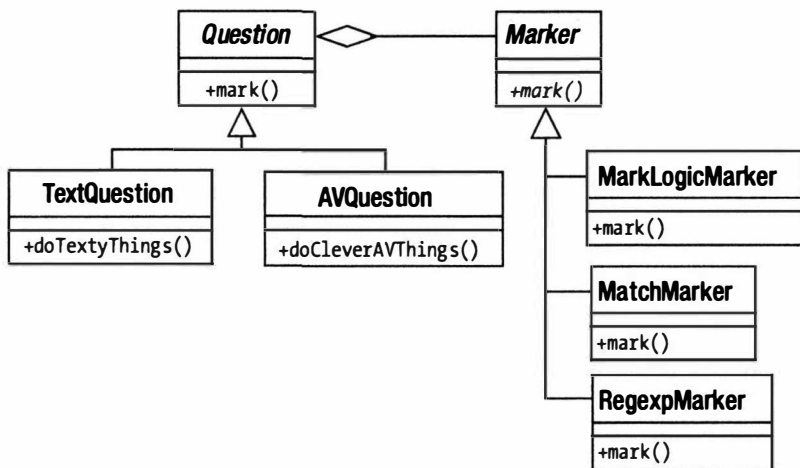 Question
+mark()
Marker
+mark()
TextQuestion
+doTextyThings()
AVQuestion
+doCleverAVThings()
MarkLogicMarker
+mark()
MatchMarker
+mark()
RegexpMarker
+mark()